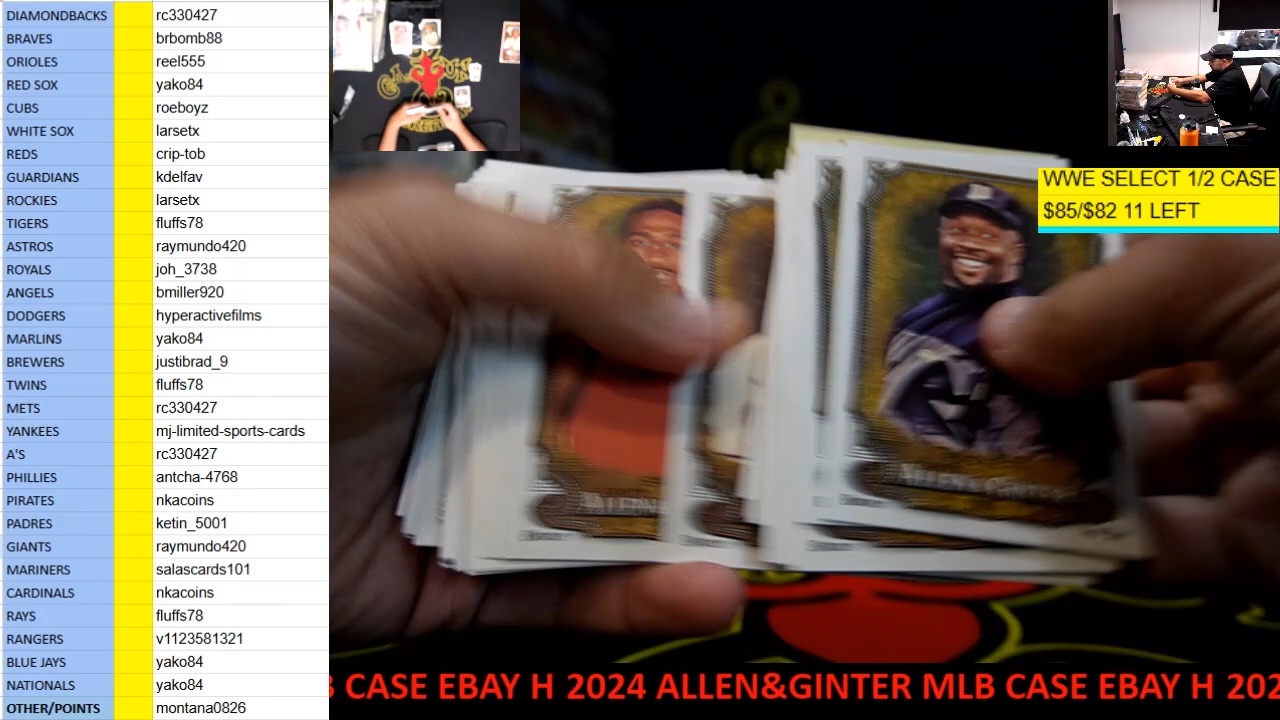 DIAMONDBACKS rc330427
BRAVES brbomb88
ORIOLES reel555
RED SOX yako84
CUBS roeboyz
WHITE SOX larsetx
REDS crip-tob
GUARDIANS kdelfav
ROCKIES larsetx
TIGERS fluffs78
ASTROS raymundo420
ROYALS joh_3738
ANGELS bmiller920
DODGERS hyperactivefilms
MARLINS yako84
BREWERS justibrad_9
TWINS fluffs78
METS rc330427
YANKEES mj-limited-sports-cards
A'S rc330427
PHILLIES antcha-4768
PIRATES nkacoins
PADRES ketin_5001
GIANTS raymundo420
MARINERS salascards101
CARDINALS nkacoins
RAYS fluffs78
RANGERS v1123581321
BLUE JAYS yako84
NATIONALS yako84
OTHER/POINTS montana0826
WWE SELECT 1/2 CASE
$85/$82 11 LEFT
CASE EBAY H 2024 ALLEN&GINTER MLB CASE EBAY H 202